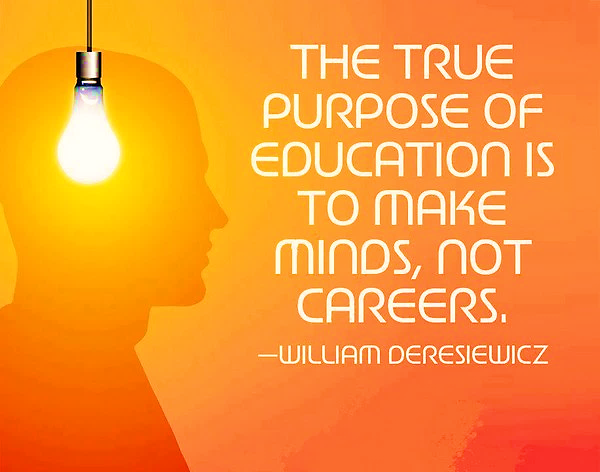 THE TRUE
PURPOSE OF
EDUCATION IS
TO MAKE
MINDS, NOT
CAREERS.
—WILLIAM DERESIEWICZ